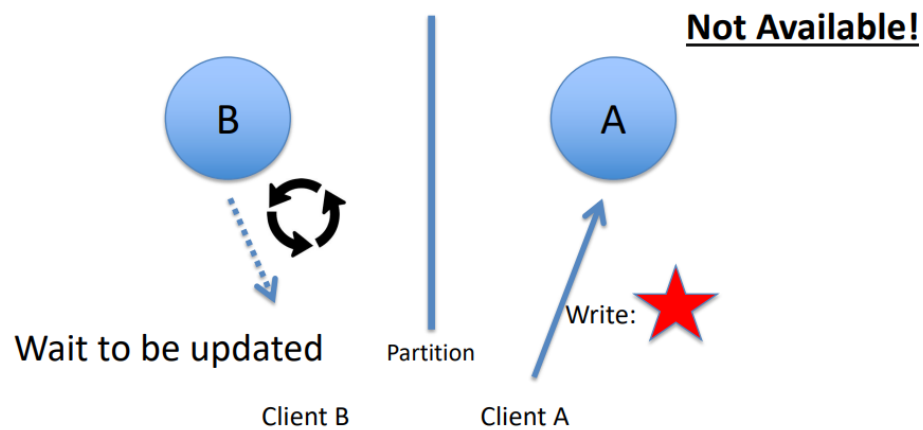 Not Available!
B
A
Write:
Wait to be updated
Partition
Client B
Client A